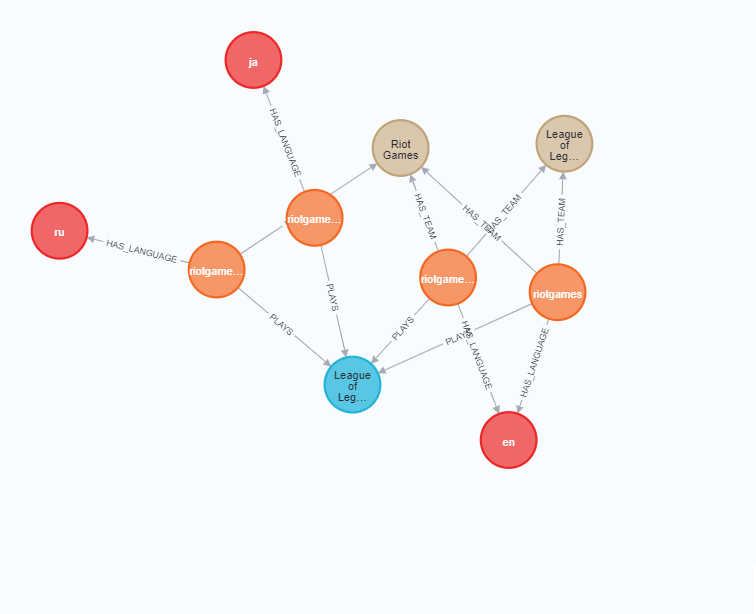 ja
HAS_LANGUAGE
Riot
Games
League
of
Leg...
HAS_TEAM
HAS_TEAM
HAS_TEAM
HAS_TEAM
riotgame...
ru
HAS_LANGUAGE
riotgame...
riotgame...
riotgames
PLAYS
PLAYS
PLAYS
PLAYS
HAS_LANGUAGE
HAS_LANGUAGE
League
of
Leg...
en